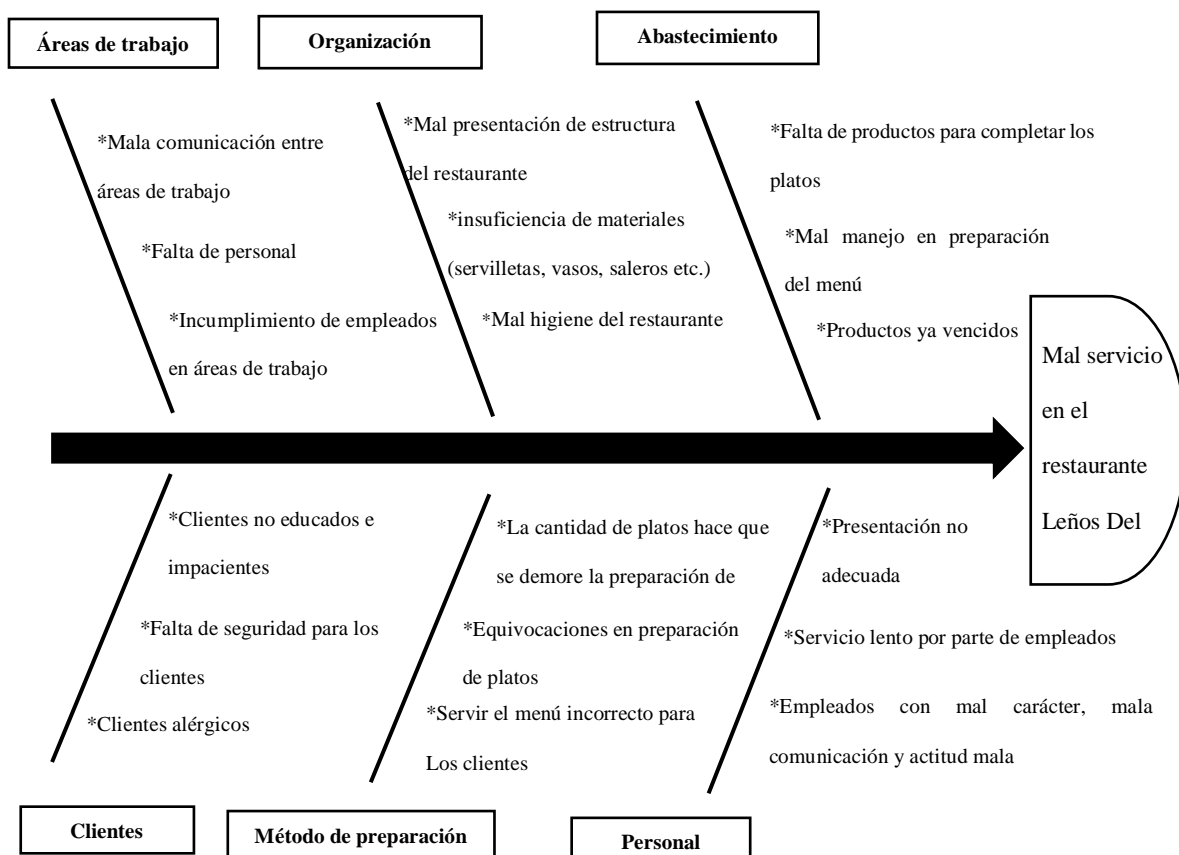 Áreas de trabajo
Organización
Abastecimiento
*Mala comunicación entre
áreas de trabajo
*Falta de personal
*Incumplimiento de empleados
en áreas de trabajo
*Mal presentación de estructura
del restaurante
*insuficiencia de materiales
(servilletas, vasos, saleros etc.)
*Mal higiene del restaurante
*Falta de productos para completar los
platos
*Mal manejo en preparación
del menú
*Productos ya vencidos
Mal servicio
en el
restaurante
Leños Del
*Clientes no educados e
impacientes
*Falta de seguridad para los
clientes
*Clientes alérgicos
*La cantidad de platos hace que
se demore la preparación de
*Equivocaciones en preparación
de platos
*Servir el menú incorrecto para
Los clientes
*Presentación no
adecuada
*Servicio lento por parte de empleados
*Empleados con mal carácter, mala
comunicación y actitud mala
Clientes
Método de preparación
Personal